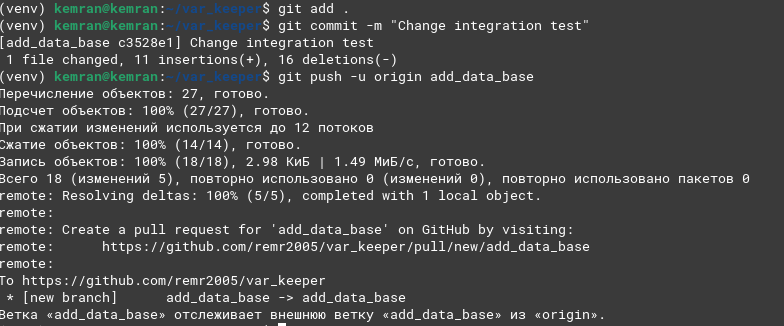 (venv) kemran@kemran:~/var_keeper$ git add .
(venv) kemran@kemran:~/var_keeper$ git commit -m "Change integration test"
[add_data_base c3528e1] Change integration test
1 file changed, 11 insertions(+), 16 deletions(-)
(venv) kemran@kemran:~/var_keeper$ git push -u origin add_data_base
Перечисление объектов: 27, готово.
Подсчет объектов: 100% (27/27), готово.
При сжатии изменений используется до 12 потоков
Сжатие объектов: 100% (14/14), готово.
Запись объектов: 100% (18/18), 2.98 КиБ | 1.49 МиБ/с, готово.
Всего 18 (изменений 5), повторно использовано 0 (изменений 0), повторно использовано пакетов 0
remote: Resolving deltas: 100% (5/5), completed with 1 local object.
remote:
remote: Create a pull request for 'add_data_base' on GitHub by visiting:
remote:      https://github.com/remr2005/var_keeper/pull/new/add_data_base
remote:
To https://github.com/remr2005/var_keeper
* [new branch]      add_data_base -> add_data_base
Ветка «add_data_base» отслеживает внешнюю ветку «add_data_base» из «origin».